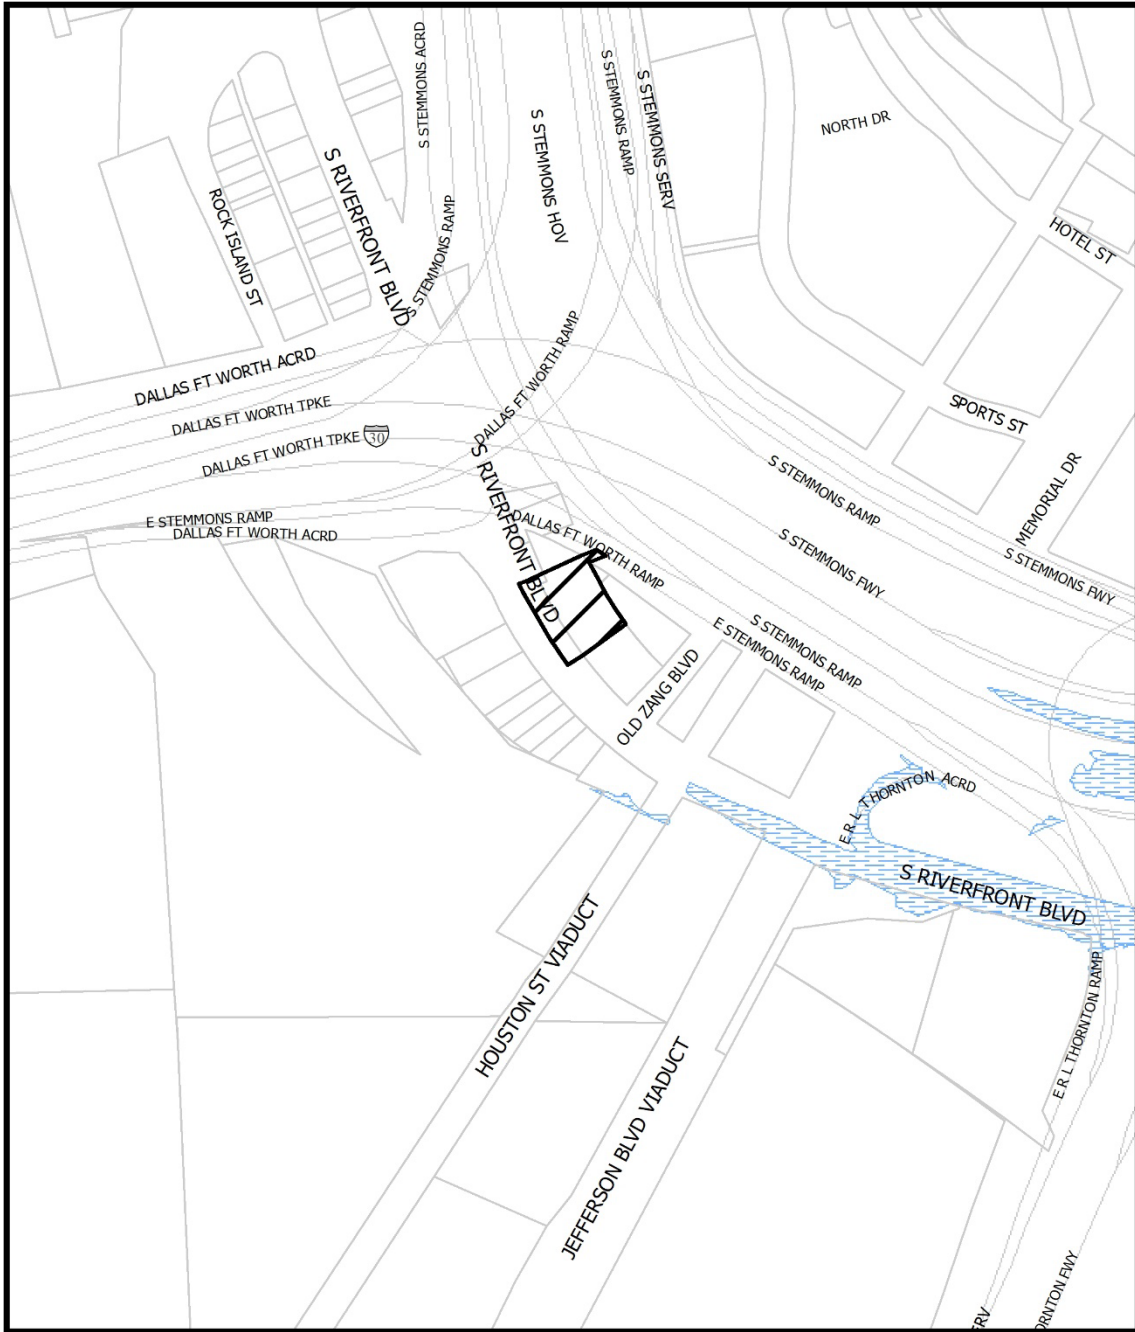 S STEMMONS ACRD
S STEMMONS RAMP
S STEMMONS SERV
S STEMMONS HOV
NORTH DR
S RIVERFRONT BLVD
ROCK ISLAND ST
S STEMMONS RAMP
HOTEL ST
DALLAS FT WORTH ACRD
DALLAS FT WORTH RAMP
DALLAS FT WORTH TPKE
SPORTS ST
DALLAS FT WORTH TPKE
30
S RIVERFRONT BLVD
S STEMMONS RAMP
MEMORIAL DR
E STEMMONS RAMP
DALLAS FT WORTH ACRD
DALLAS FT WORTH RAMP
S STEMMONS FWY
S STEMMONS FWY
S STEMMONS RAMP
E STEMMONS RAMP
OLD ZANG BLVD
E R L THORNTON ACRD
S RIVERFRONT BLVD
HOUSTON ST VIADUCT
E R L THORNTON RAMP
JEFFERSON BLVD VIADUCT
ERV
ORNTON FWY